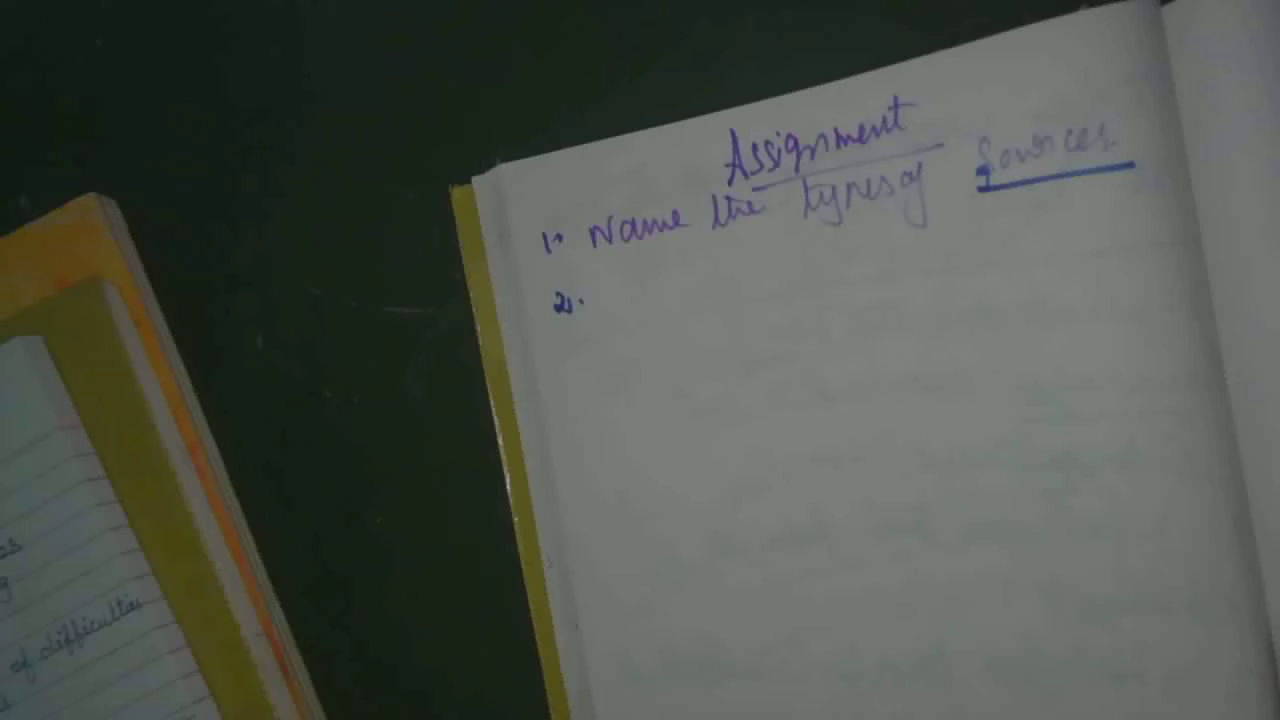 Assignment
1. Name the types of Sources.
2.
of difficulties